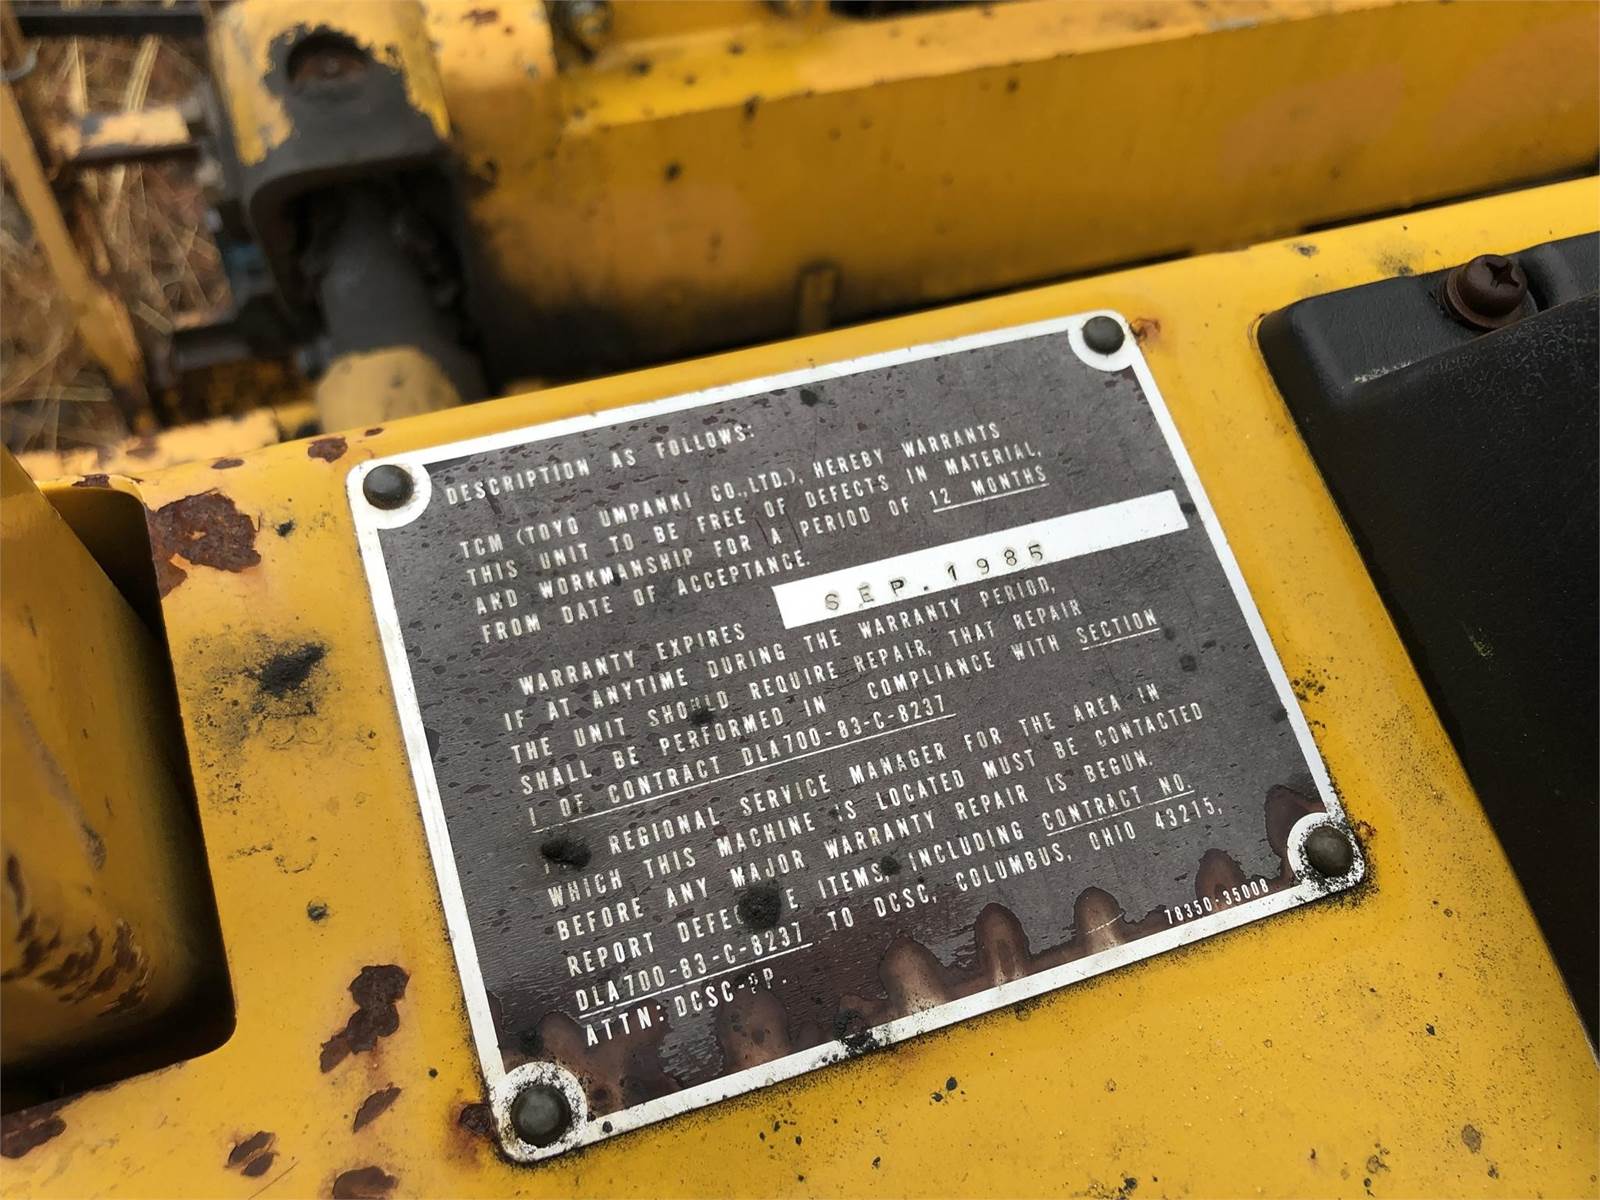 DESCRIPTION AS FOLLOWS:
TCM (TOYO UMPANKI CO.,LTD.), HEREBY WARRANTS
THIS UNIT TO BE FREE OF DEFECTS IN MATERIAL,
AND WORKMANSHIP FOR A PERIOD OF 12 MONTHS
FROM DATE OF ACCEPTANCE.
WARRANTY EXPIRES SEP.1985
IF AT ANYTIME DURING THE WARRANTY PERIOD,
THE UNIT SHOULD REQUIRE REPAIR, THAT REPAIR
SHALL BE PERFORMED IN COMPLIANCE WITH SECTION
I OF CONTRACT DLA700-83-C-8237
REGIONAL SERVICE MANAGER FOR THE AREA IN
WHICH THIS MACHINE IS LOCATED MUST BE CONTACTED
BEFORE ANY MAJOR WARRANTY REPAIR IS BEGUN.
REPORT ITEMS, INCLUDING CONTRACT NO.
DLA700-83-C-8237 TO DCSC, COLUMBUS, OHIO 43215,
ATTN:
78350-35008